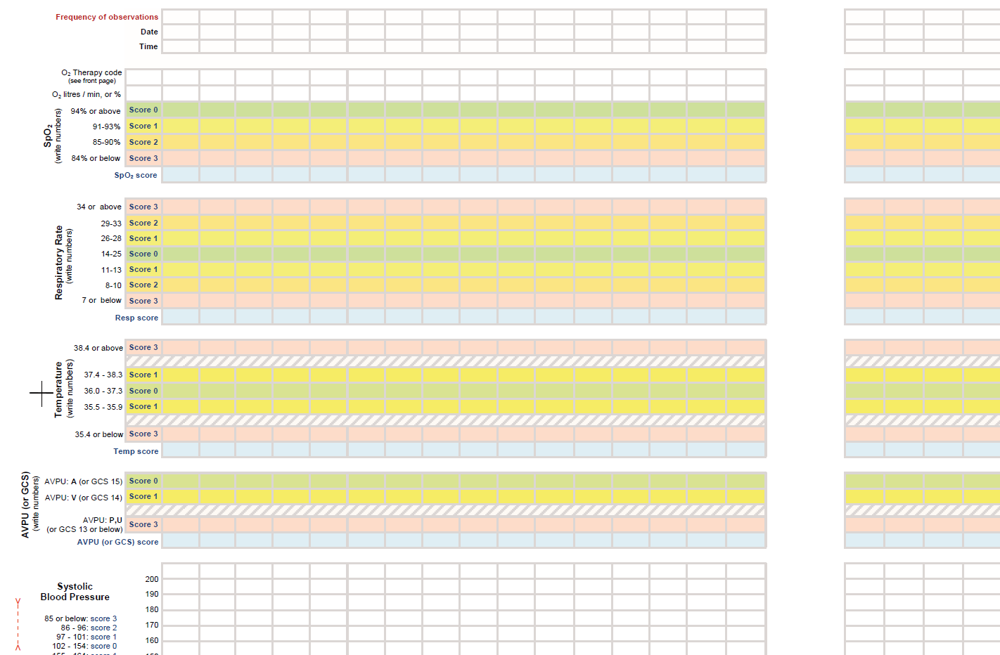 Frequency of observations
Date
Time
O₂ Therapy code
(see front page)
O₂ litres / min, or %
SpO₂
(write numbers)
94% or above Score 0
91-93% Score 1
85-90% Score 2
84% or below Score 3
SpO₂ score
Respiratory Rate
(write numbers)
34 or above Score 3
29-33 Score 2
26-28 Score 1
14-25 Score 0
11-13 Score 1
8-10 Score 2
7 or below Score 3
Resp score
Temperature
(write numbers)
38.4 or above Score 3
37.4 - 38.3 Score 1
36.0 - 37.3 Score 0
35.5 - 35.9 Score 1
35.4 or below Score 3
Temp score
AVPU (or GCS)
(write numbers)
AVPU: A (or GCS 15) Score 0
AVPU: V (or GCS 14) Score 1
AVPU: P,U
(or GCS 13 or below) Score 3
AVPU (or GCS) score
Systolic
Blood Pressure
85 or below: score 3
86 - 96: score 2
97 - 101: score 1
102 - 154: score 0
155 - 164: score 1
200
190
180
170
160
150